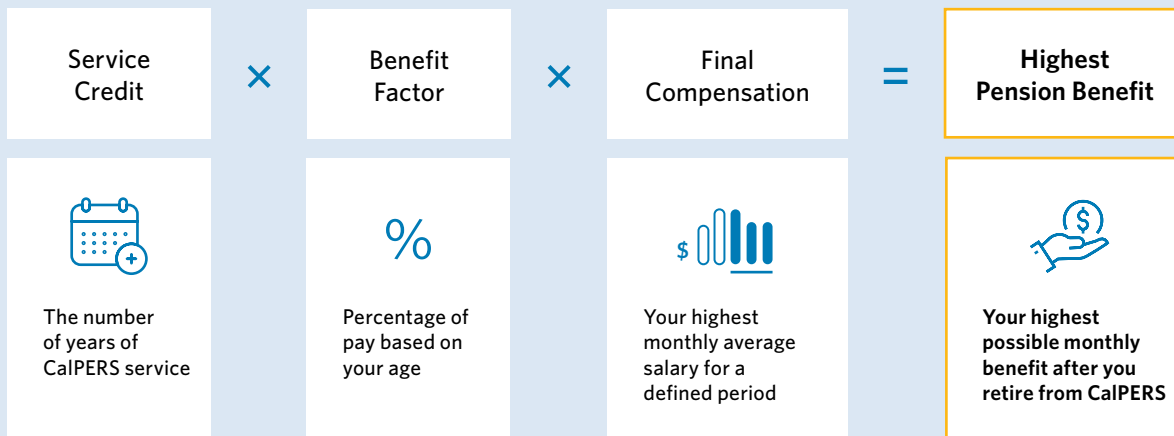 Service
Credit
×
Benefit
Factor
×
Final
Compensation
=
Highest
Pension Benefit
The number
of years of
CalPERS service
%
Percentage of
pay based on
your age
$
Your highest
monthly average
salary for a
defined period
$
Your highest
possible monthly
benefit after you
retire from CalPERS